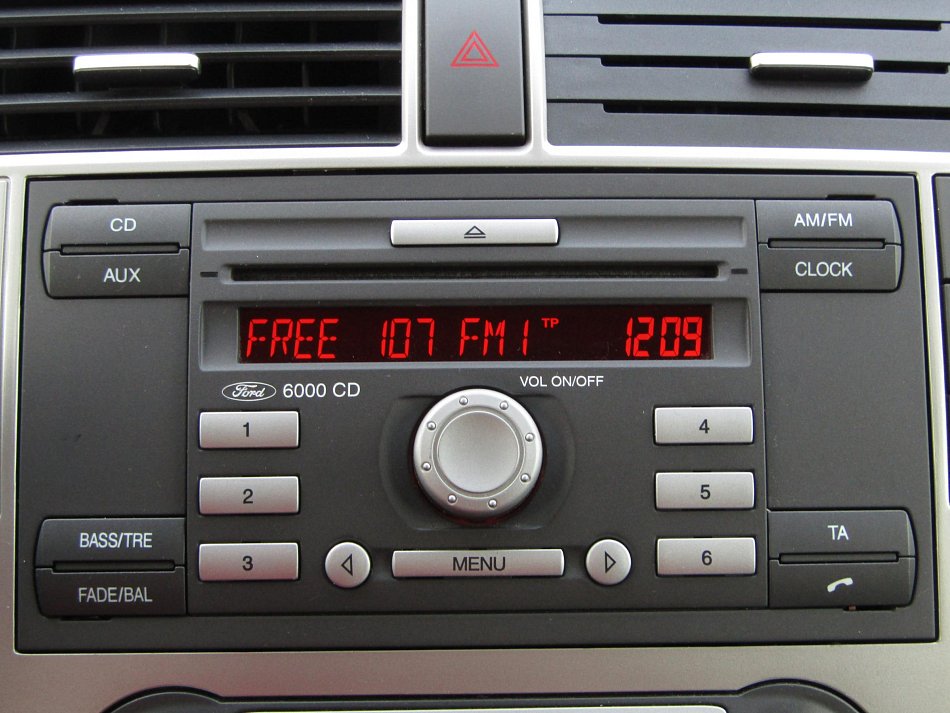 CD
AUX
AM/FM
CLOCK
FREE 107 FM1 TP 1209
Ford 6000 CD
VOL ON/OFF
1
2
3
4
5
6
BASS/TRE
FADE/BAL
MENU
TA